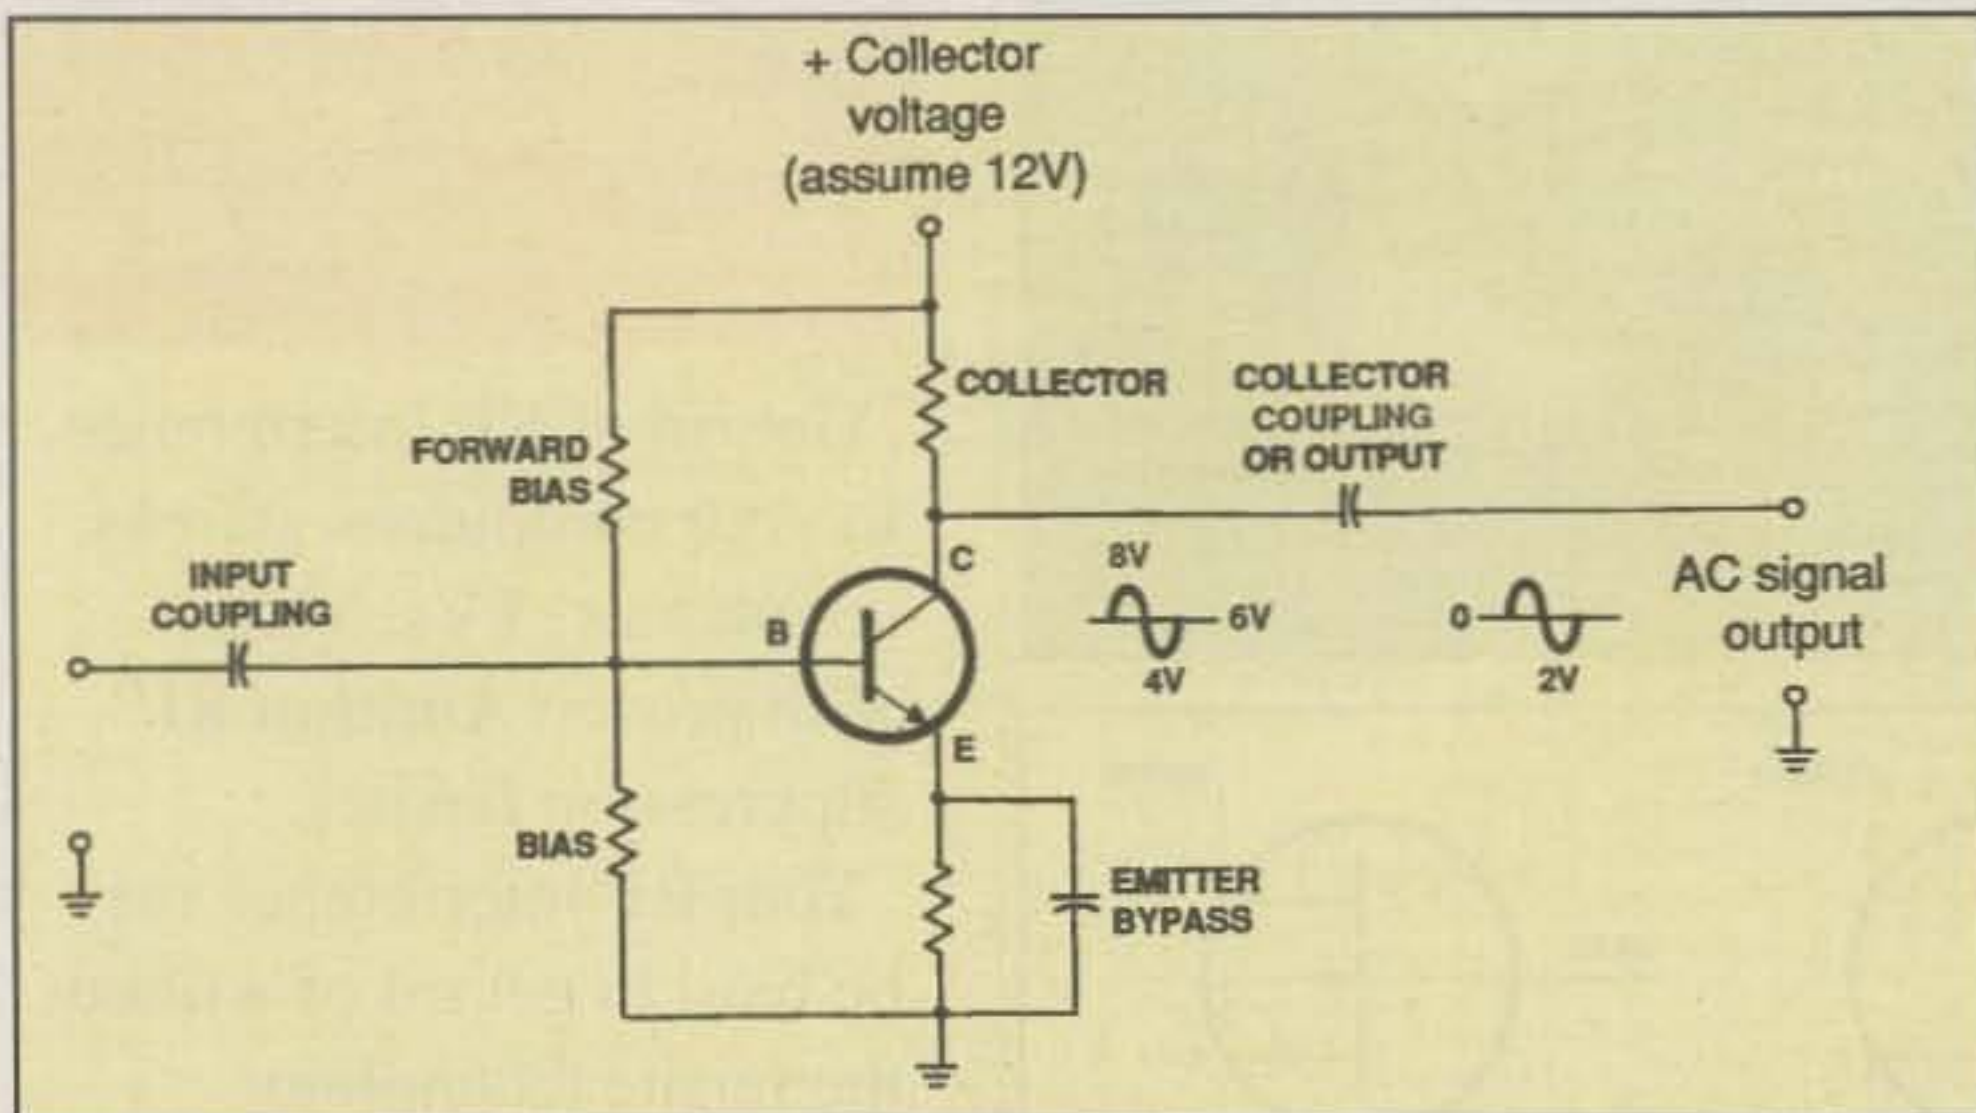 + Collector
voltage
(assume 12V)
COLLECTOR
COLLECTOR
COUPLING
OR OUTPUT
FORWARD
BIAS
INPUT
COUPLING
B
C
E
8V
6V
4V
0
2V
AC signal
output
BIAS
EMITTER
BYPASS